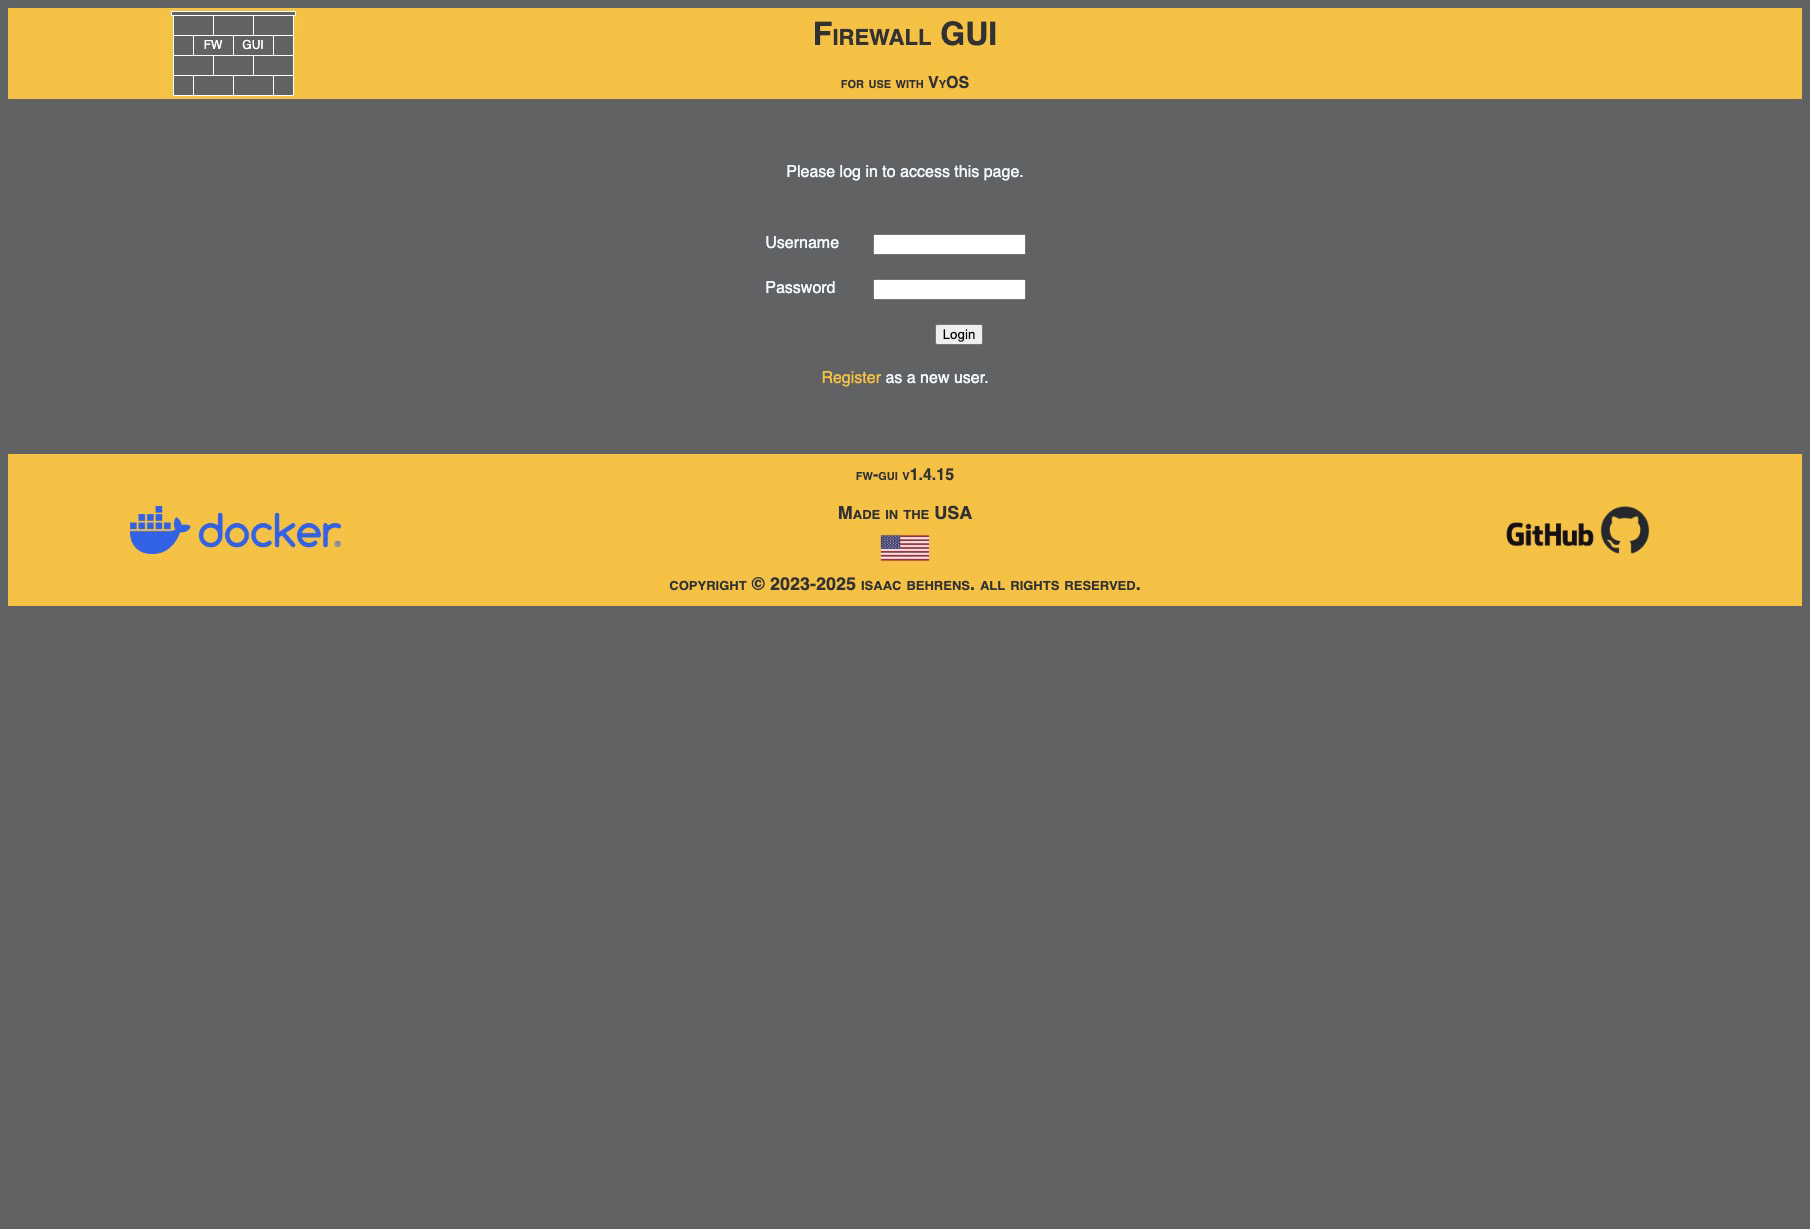 FW GUI
Firewall GUI
for use with VyOS
Please log in to access this page.
Username
Password
Login
Register as a new user.
fw-gui v1.4.15
docker®
Made in the USA
GitHub
copyright © 2023-2025 isaac behrens. all rights reserved.